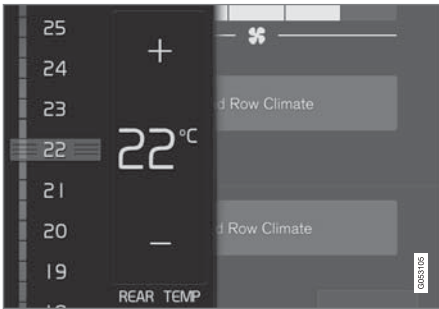 25
24
23
22
21
20
19
+
22°C
–
REAR TEMP
d Row Climate
d Row Climate
G053105